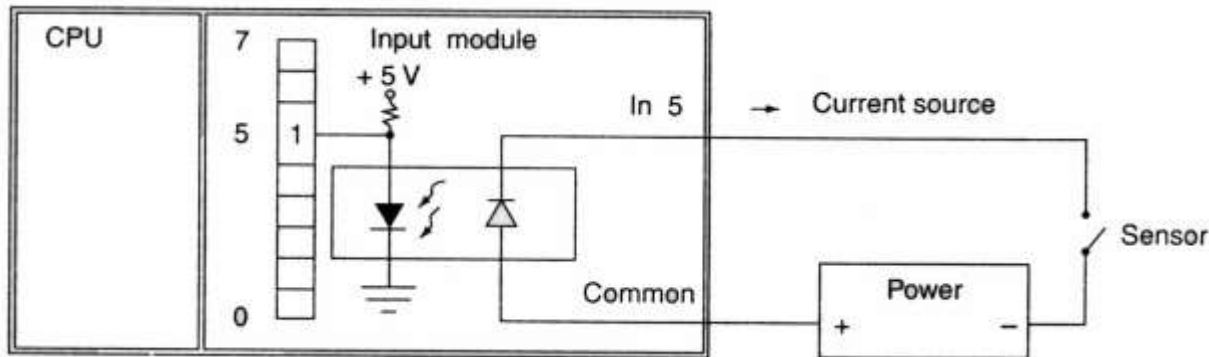 CPU
7
Input module
+ 5 V
In 5 → Current source
5
1
Sensor
Common
Power
0
+ −